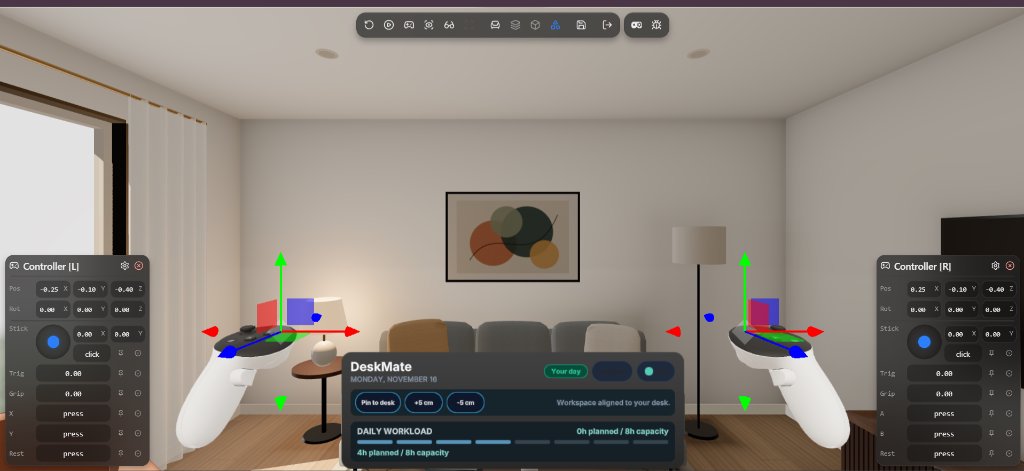 Controller [L]
Pos -0.25 X -0.10 Y -0.40 Z
Rot 0.00 X 0.00 Y 0.00 Z
Stick 0.00 X 0.00 Y
click
Trig 0.00
Grip 0.00
X press
Y press
Rest press
DeskMate
MONDAY, NOVEMBER 16
Your day
Pin to desk +5 cm -5 cm Workspace aligned to your desk.
DAILY WORKLOAD 0h planned / 8h capacity
4h planned / 8h capacity
Controller [R]
Pos 0.25 X -0.10 Y -0.40 Z
Rot 0.00 X 0.00 Y 0.00 Z
Stick 0.00 X 0.00 Y
click
Trig 0.00
Grip 0.00
A press
B press
Rest press